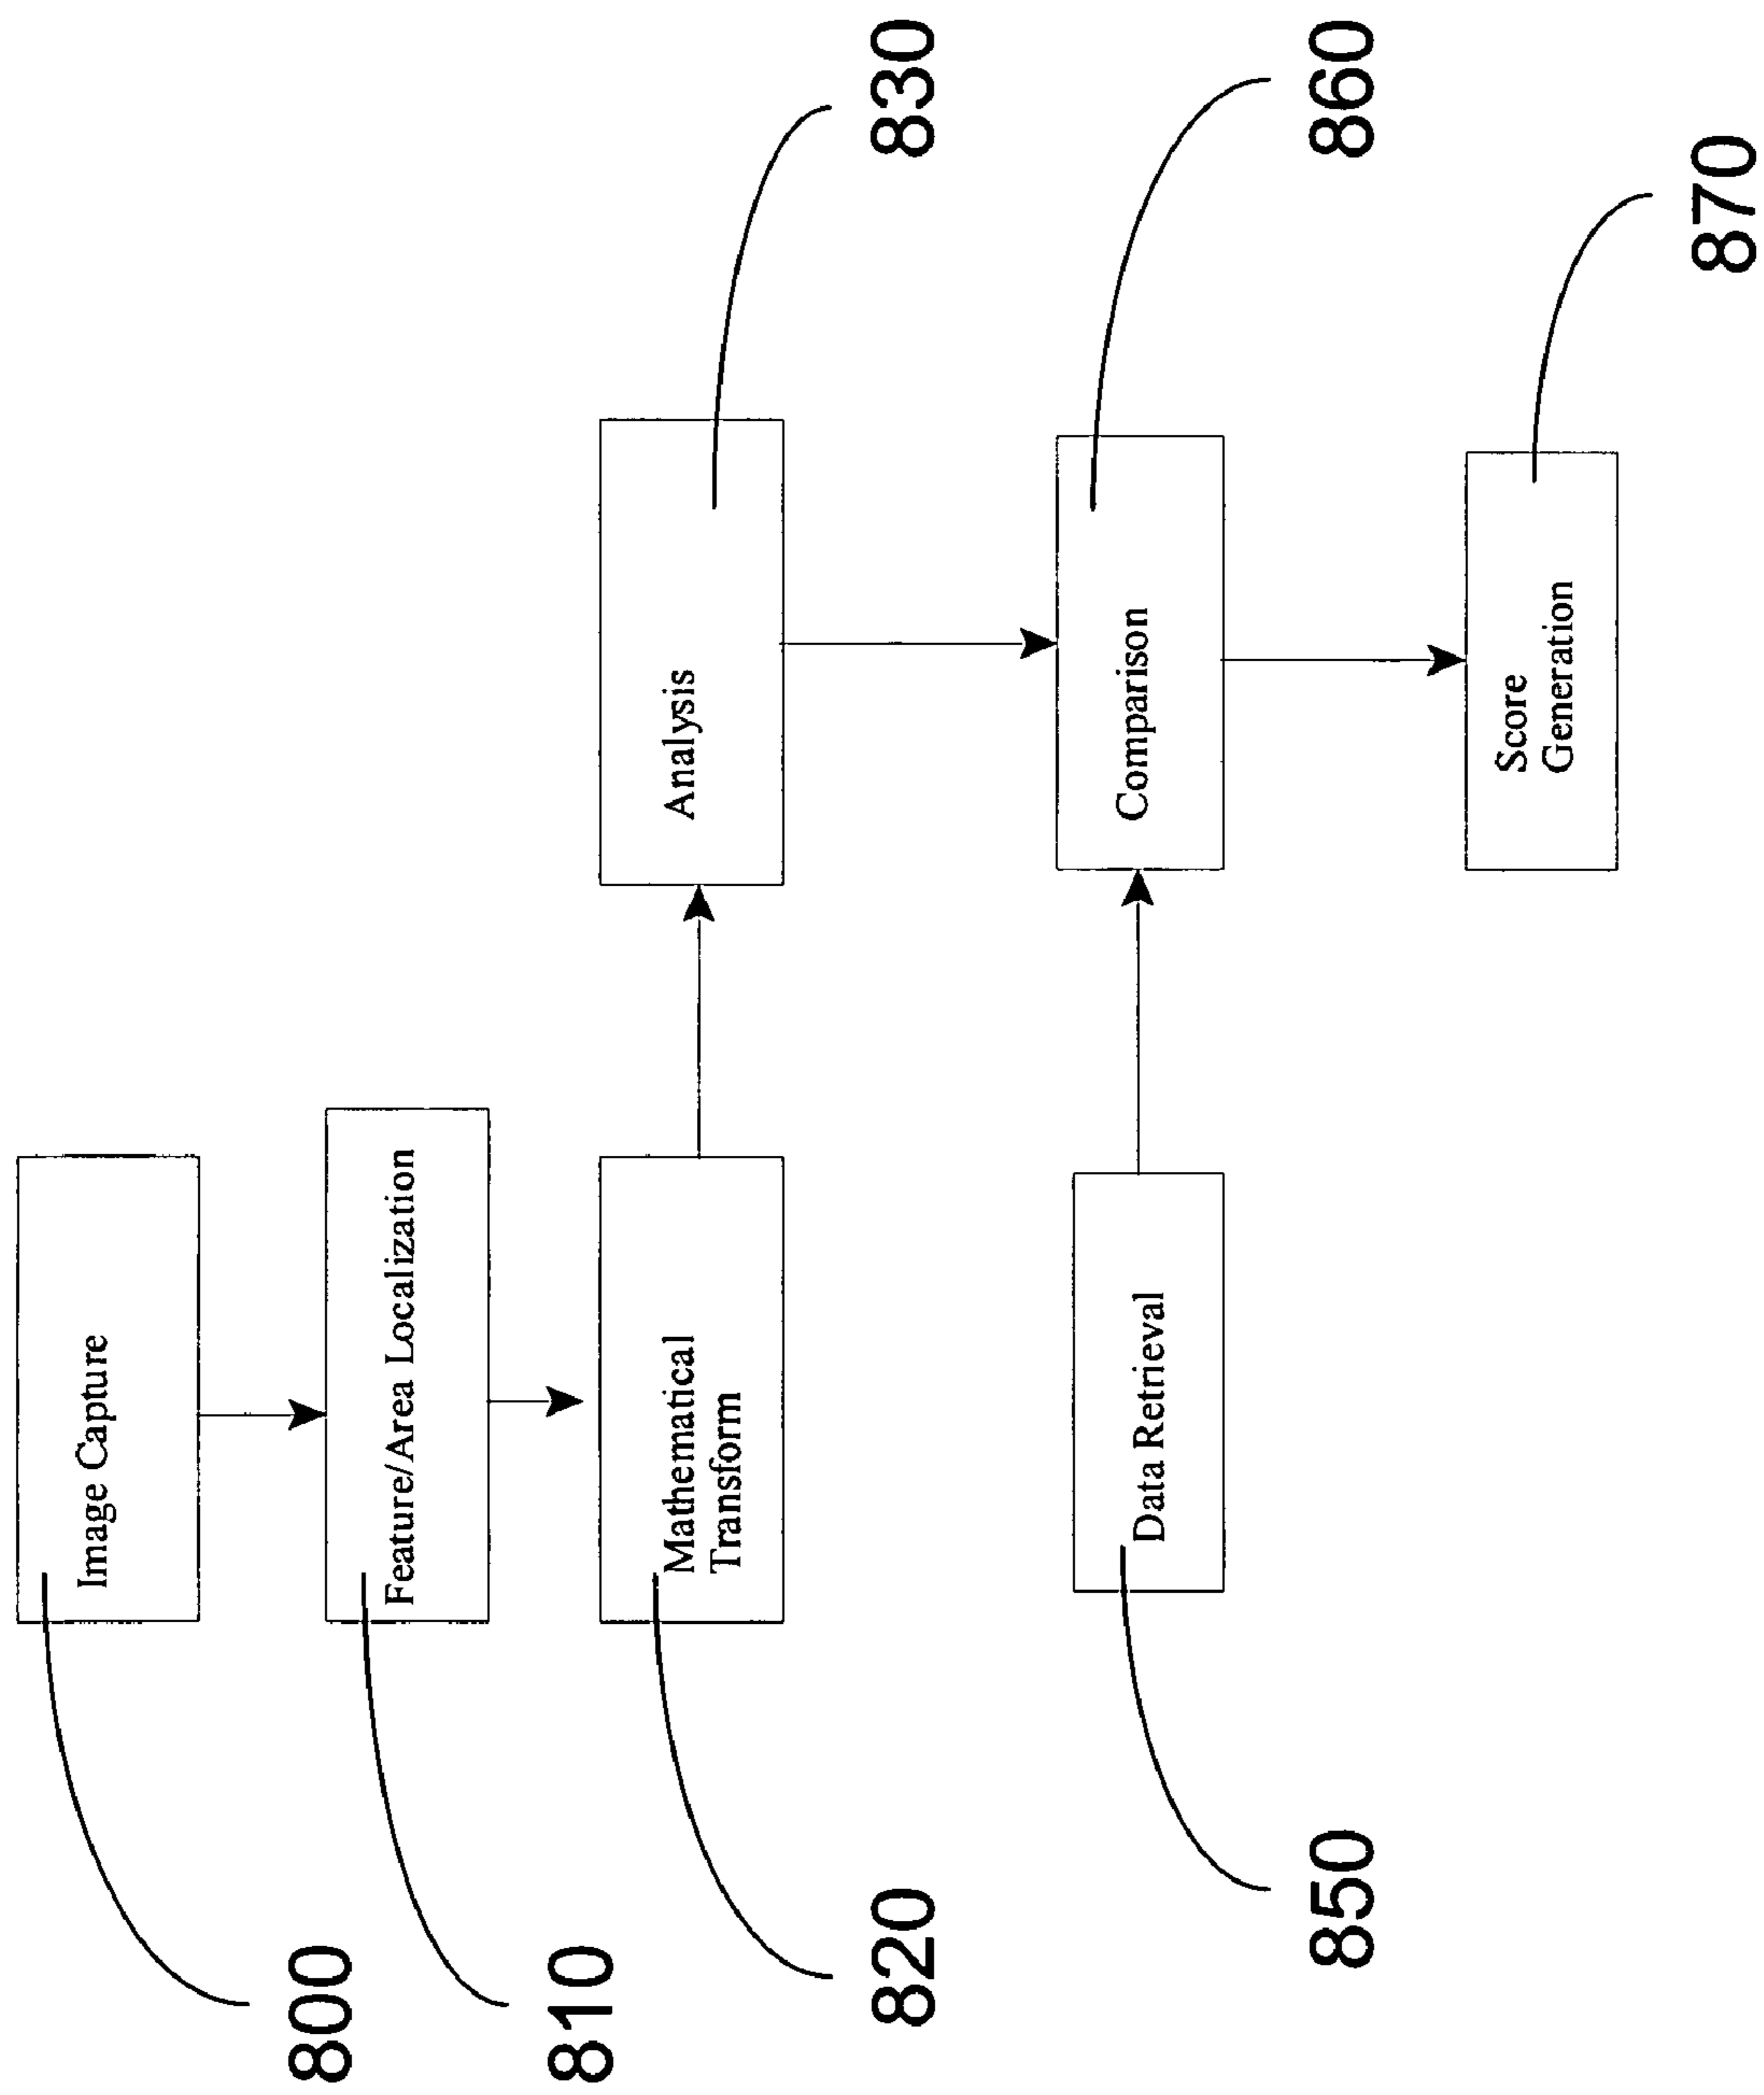 Image Capture
800
Feature/Area Localization
810
Mathematical
Transform
820
Analysis
830
Data Retrieval
850
Comparison
860
Score
Generation
870